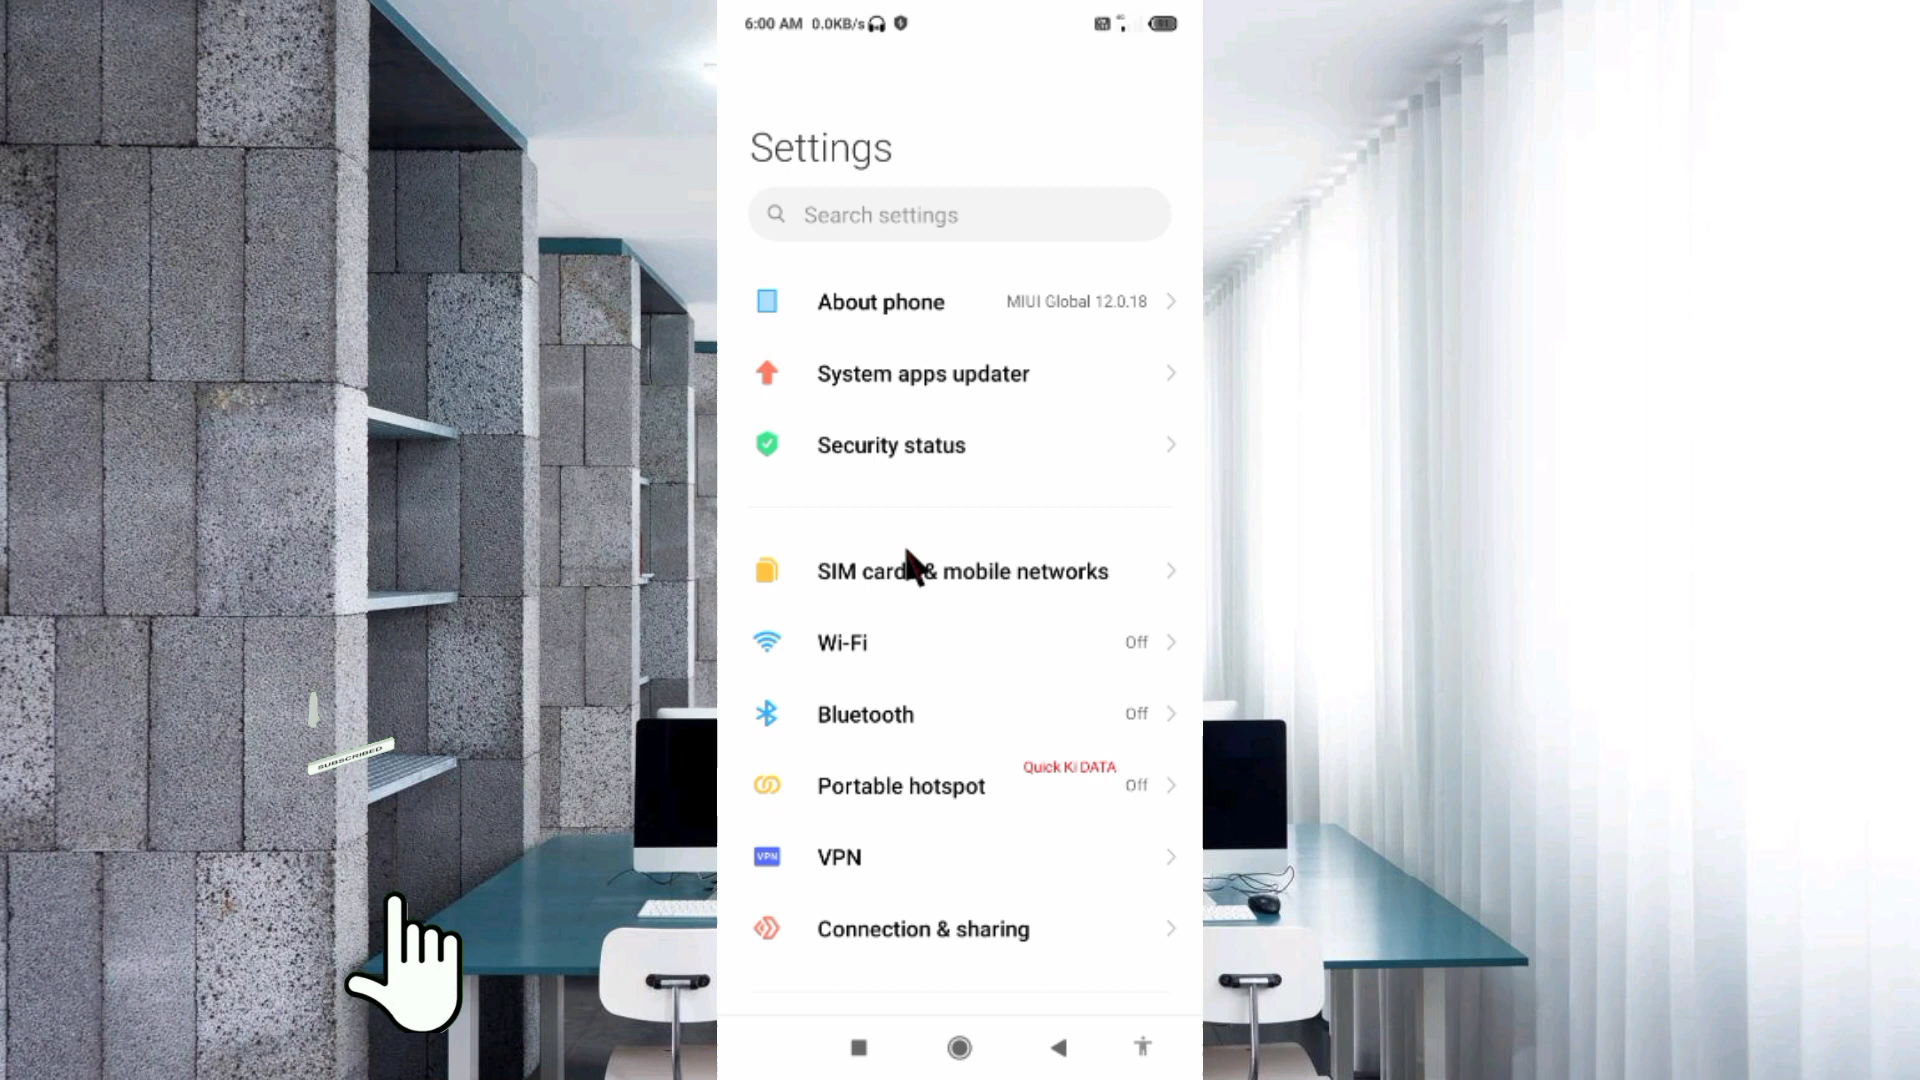 6:00 AM 0.0KB/s
Settings
Search settings
About phone MIUI Global 12.0.18
System apps updater
Security status
SIM cards & mobile networks
Wi-Fi Off
Bluetooth Off
Quick Ki DATA
Portable hotspot Off
VPN VPN
Connection & sharing
SUBSCRIBED